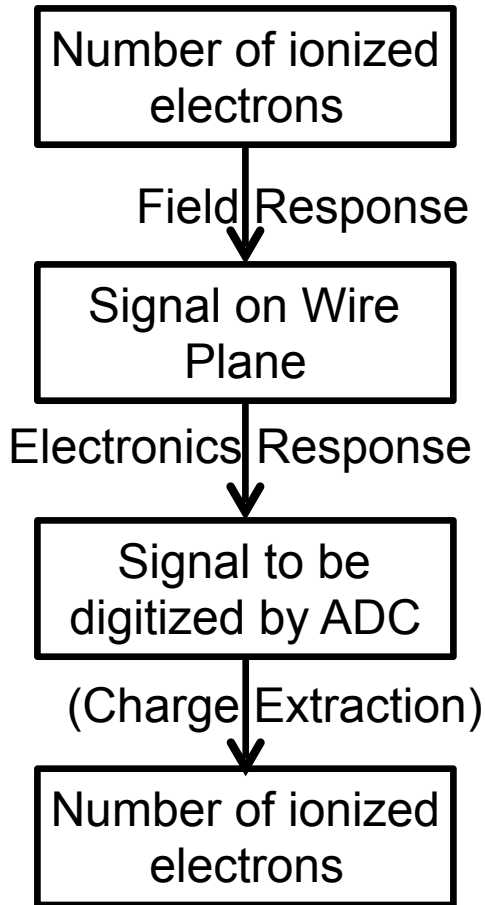 Number of ionized
electrons
Field Response
Signal on Wire
Plane
Electronics Response
Signal to be
digitized by ADC
(Charge Extraction)
Number of ionized
electrons